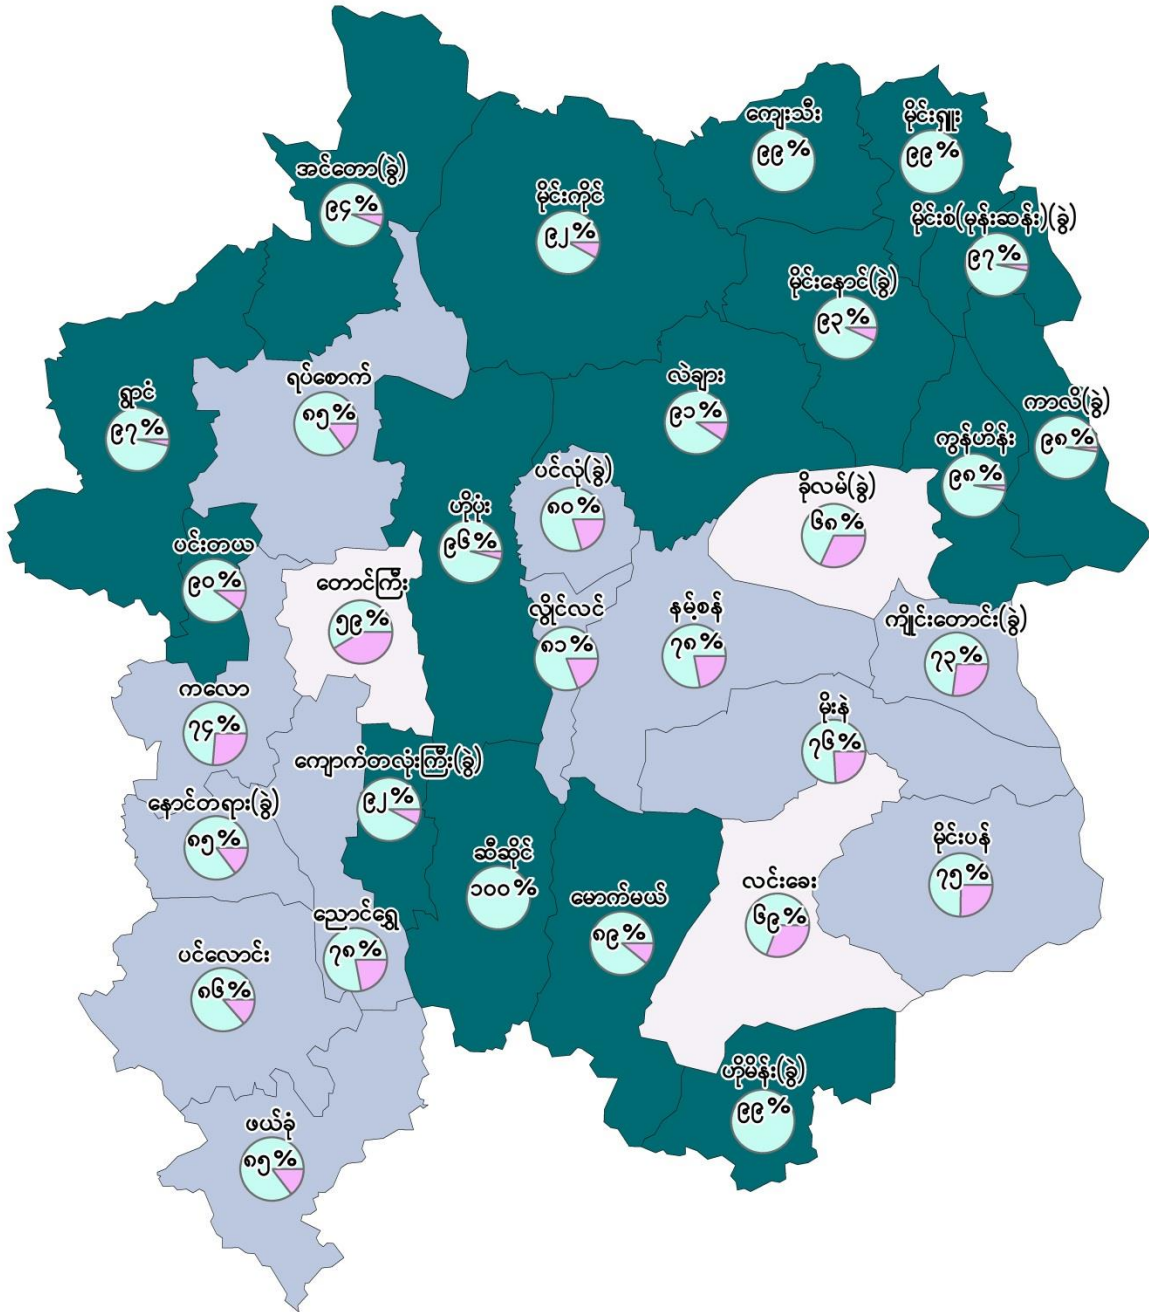 ကျေးသီး
၉၉%
မိုင်းရှူး
၉၉%
အင်တော(ခွဲ)
၉၄%
မိုင်းကိုင်
၉၂%
မိုင်းစံ(မုန်းဆန်း)(ခွဲ)
၉၇%
မိုင်းနောင်(ခွဲ)
၉၃%
ရပ်စောက်
၈၅%
လဲချား
၉၁%
ရွာငံ
၉၇%
ကာလိ(ခွဲ)
၉၈%
ကွန်ဟိန်း
၉၈%
ပင်လုံ(ခွဲ)
၈၀%
ခိုလမ်(ခွဲ)
၆၈%
ဟိုပုံး
၉၆%
ပင်းတယ
၉၀%
တောင်ကြီး
၅၉%
လွိုင်လင်
၈၁%
နမ့်စန်
၇၈%
ကျိုင်းတောင်း(ခွဲ)
၇၃%
ကလော
၇၄%
မိုးနဲ
၇၆%
ကျောက်တလုံးကြီး(ခွဲ)
၉၂%
နောင်တရား(ခွဲ)
၈၅%
မိုင်းပန်
၇၅%
ဆီဆိုင်
၁၀၀%
လင်းခေး
၆၉%
မောက်မယ်
၈၉%
ညောင်ရွှေ
၇၈%
ပင်လောင်း
၈၆%
ဟိုမိန်း(ခွဲ)
၉၉%
ဖယ်ခုံ
၈၅%